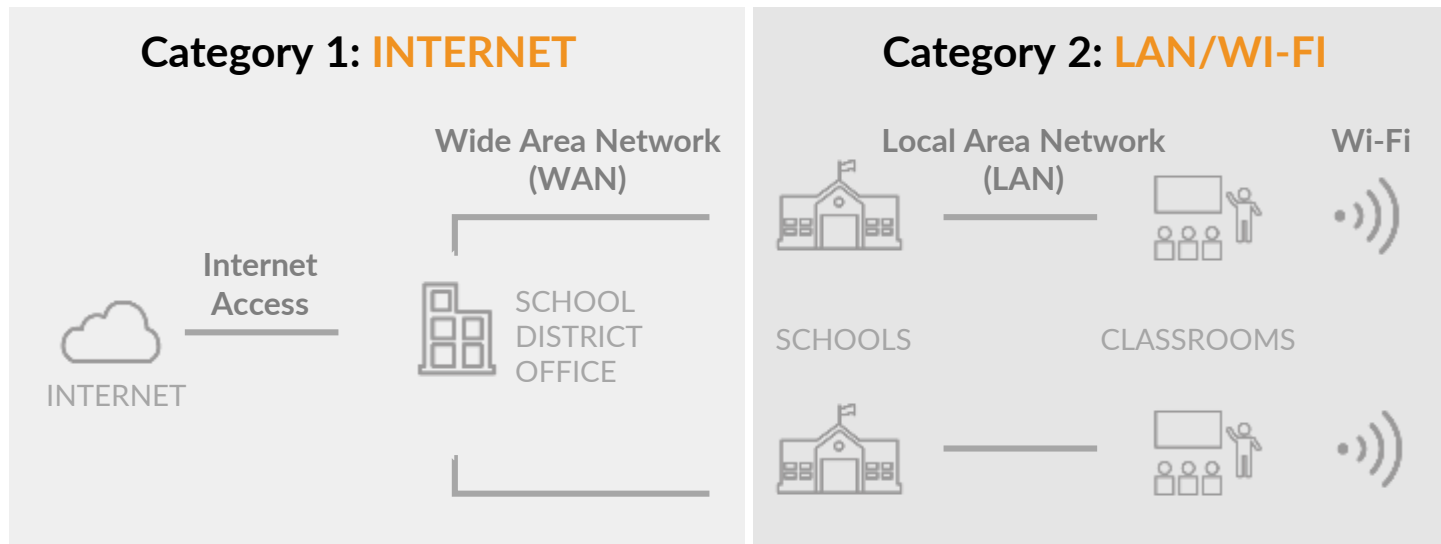 Category 1: INTERNET
Wide Area Network
(WAN)
Internet
Access
INTERNET
SCHOOL
DISTRICT
OFFICE
Category 2: LAN/WI-FI
Local Area Network
(LAN)
Wi-Fi
SCHOOLS
CLASSROOMS